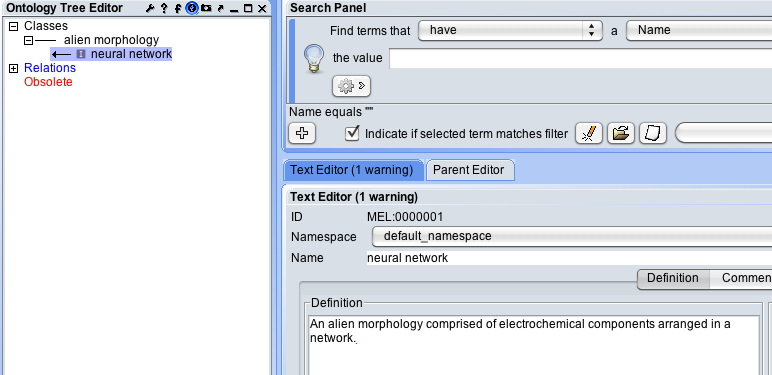 Ontology Tree Editor
Classes
alien morphology
neural network
Relations
Obsolete
Search Panel
Find terms that have a Name
the value
Name equals ""
Indicate if selected term matches filter
Text Editor (1 warning) Parent Editor
Text Editor (1 warning)
ID MEL:0000001
Namespace default_namespace
Name neural network
Definition Commen
Definition
An alien morphology comprised of electrochemical components arranged in a
network.